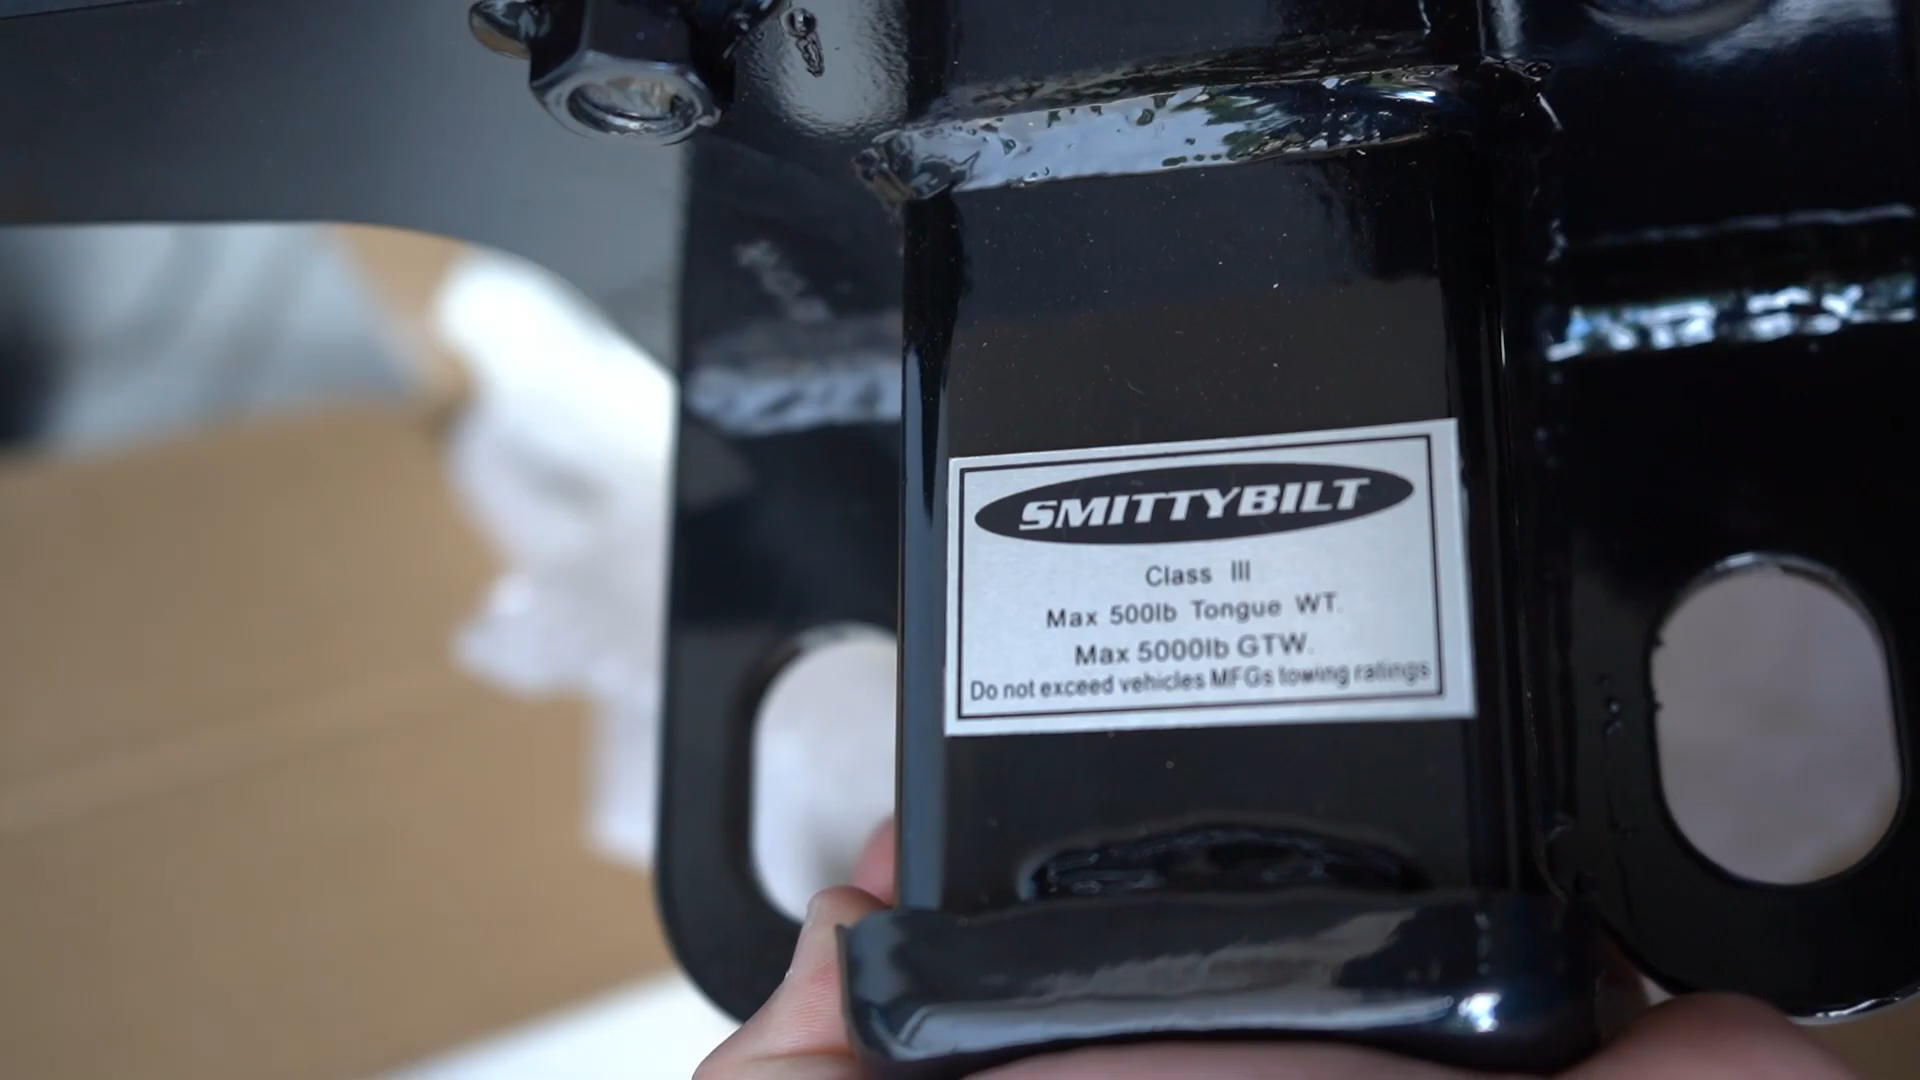 SMITTYBILT
Class III
Max 500lb Tongue WT.
Max 5000lb GTW.
Do not exceed vehicles MFGs towing ratings